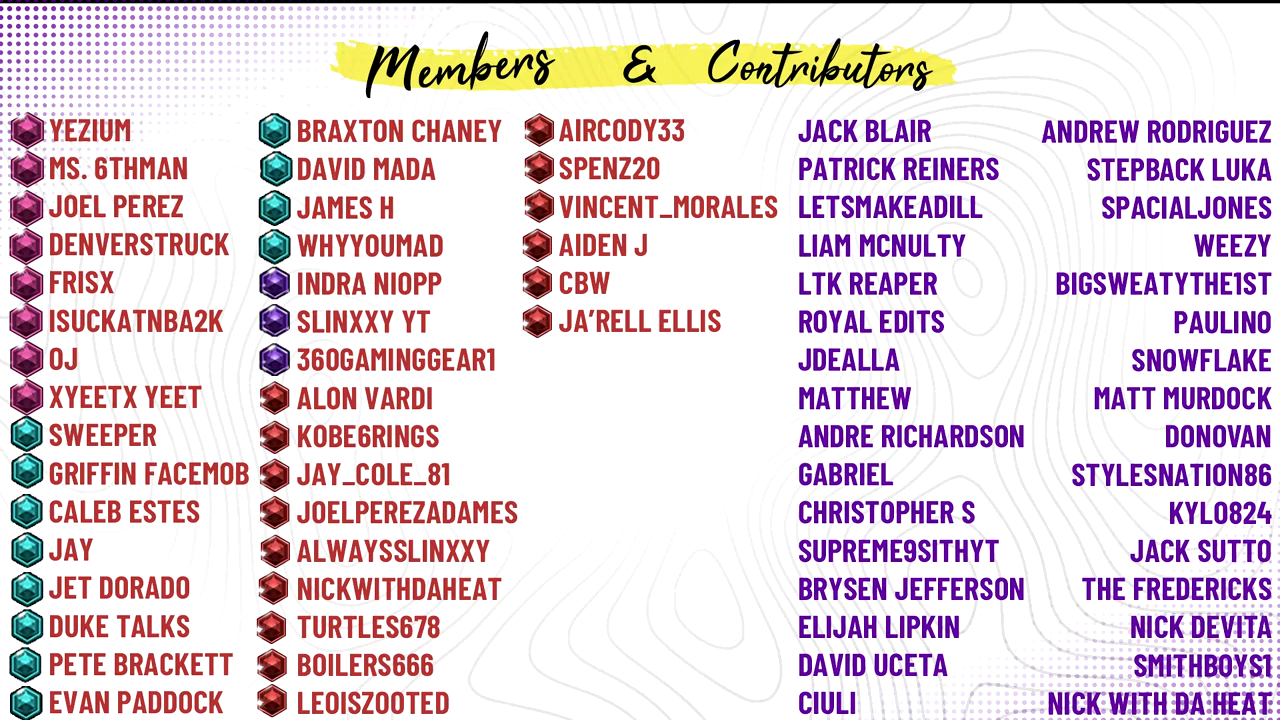 Members & Contributors
YEZIUM
MS. 6THMAN
JOEL PEREZ
DENVERSTRUCK
FRISX
ISUCKATNBA2K
OJ
XYEETX YEET
SWEEPER
GRIFFIN FACEMOB
CALEB ESTES
JAY
JET DORADO
DUKE TALKS
PETE BRACKETT
EVAN PADDOCK
BRAXTON CHANEY
DAVID MADA
JAMES H
WHYYOUMAD
INDRA NIOPP
SLINXXY YT
360GAMINGGEAR1
ALON VARDI
KOBE6RINGS
JAY_COLE_81
JOELPEREZADAMES
ALWAYSSLINXXY
NICKWITHDAHEAT
TURTLES678
BOILERS666
LEOISZOOTED
AIRCODY33
SPENZ20
VINCENT_MORALES
AIDEN J
CBW
JA'RELL ELLIS
JACK BLAIR
PATRICK REINERS
LETSMAKEADILL
LIAM MCNULTY
LTK REAPER
ROYAL EDITS
JDEALLA
MATTHEW
ANDRE RICHARDSON
GABRIEL
CHRISTOPHER S
SUPREME9SITHYT
BRYSEN JEFFERSON
ELIJAH LIPKIN
DAVID UCETA
CIULI
ANDREW RODRIGUEZ
STEPBACK LUKA
SPACIALJONES
WEEZY
BIGSWEATYTHE1ST
PAULINO
SNOWFLAKE
MATT MURDOCK
DONOVAN
STYLESNATION86
KYLO824
JACK SUTTO
THE FREDERICKS
NICK DEVITA
SMITHBOYS1
NICK WITH DA HEAT